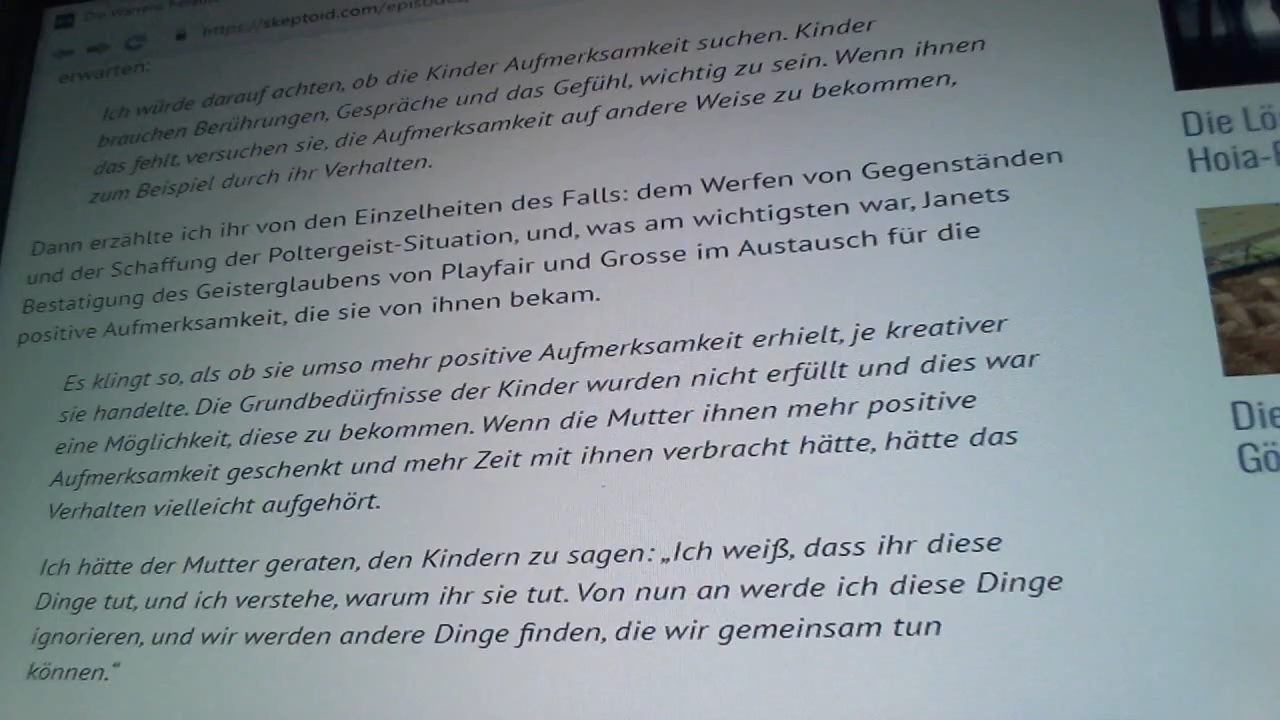 Die Warrens
https://skeptoid.com/episodes/
erwarten:
Ich würde darauf achten, ob die Kinder Aufmerksamkeit suchen. Kinder
brauchen Berührungen, Gespräche und das Gefühl, wichtig zu sein. Wenn ihnen
das fehlt, versuchen sie, die Aufmerksamkeit auf andere Weise zu bekommen,
zum Beispiel durch ihr Verhalten.
Dann erzählte ich ihr von den Einzelheiten des Falls: dem Werfen von Gegenständen
und der Schaffung der Poltergeist-Situation, und, was am wichtigsten war, Janets
Bestätigung des Geisterglaubens von Playfair und Grosse im Austausch für die
positive Aufmerksamkeit, die sie von ihnen bekam.
Es klingt so, als ob sie umso mehr positive Aufmerksamkeit erhielt, je kreativer
sie handelte. Die Grundbedürfnisse der Kinder wurden nicht erfüllt und dies war
eine Möglichkeit, diese zu bekommen. Wenn die Mutter ihnen mehr positive
Aufmerksamkeit geschenkt und mehr Zeit mit ihnen verbracht hätte, hätte das
Verhalten vielleicht aufgehört.
Ich hätte der Mutter geraten, den Kindern zu sagen: „Ich weiß, dass ihr diese
Dinge tut, und ich verstehe, warum ihr sie tut. Von nun an werde ich diese Dinge
ignorieren, und wir werden andere Dinge finden, die wir gemeinsam tun
können.“
Die Lö
Hoia-
Die
Gö